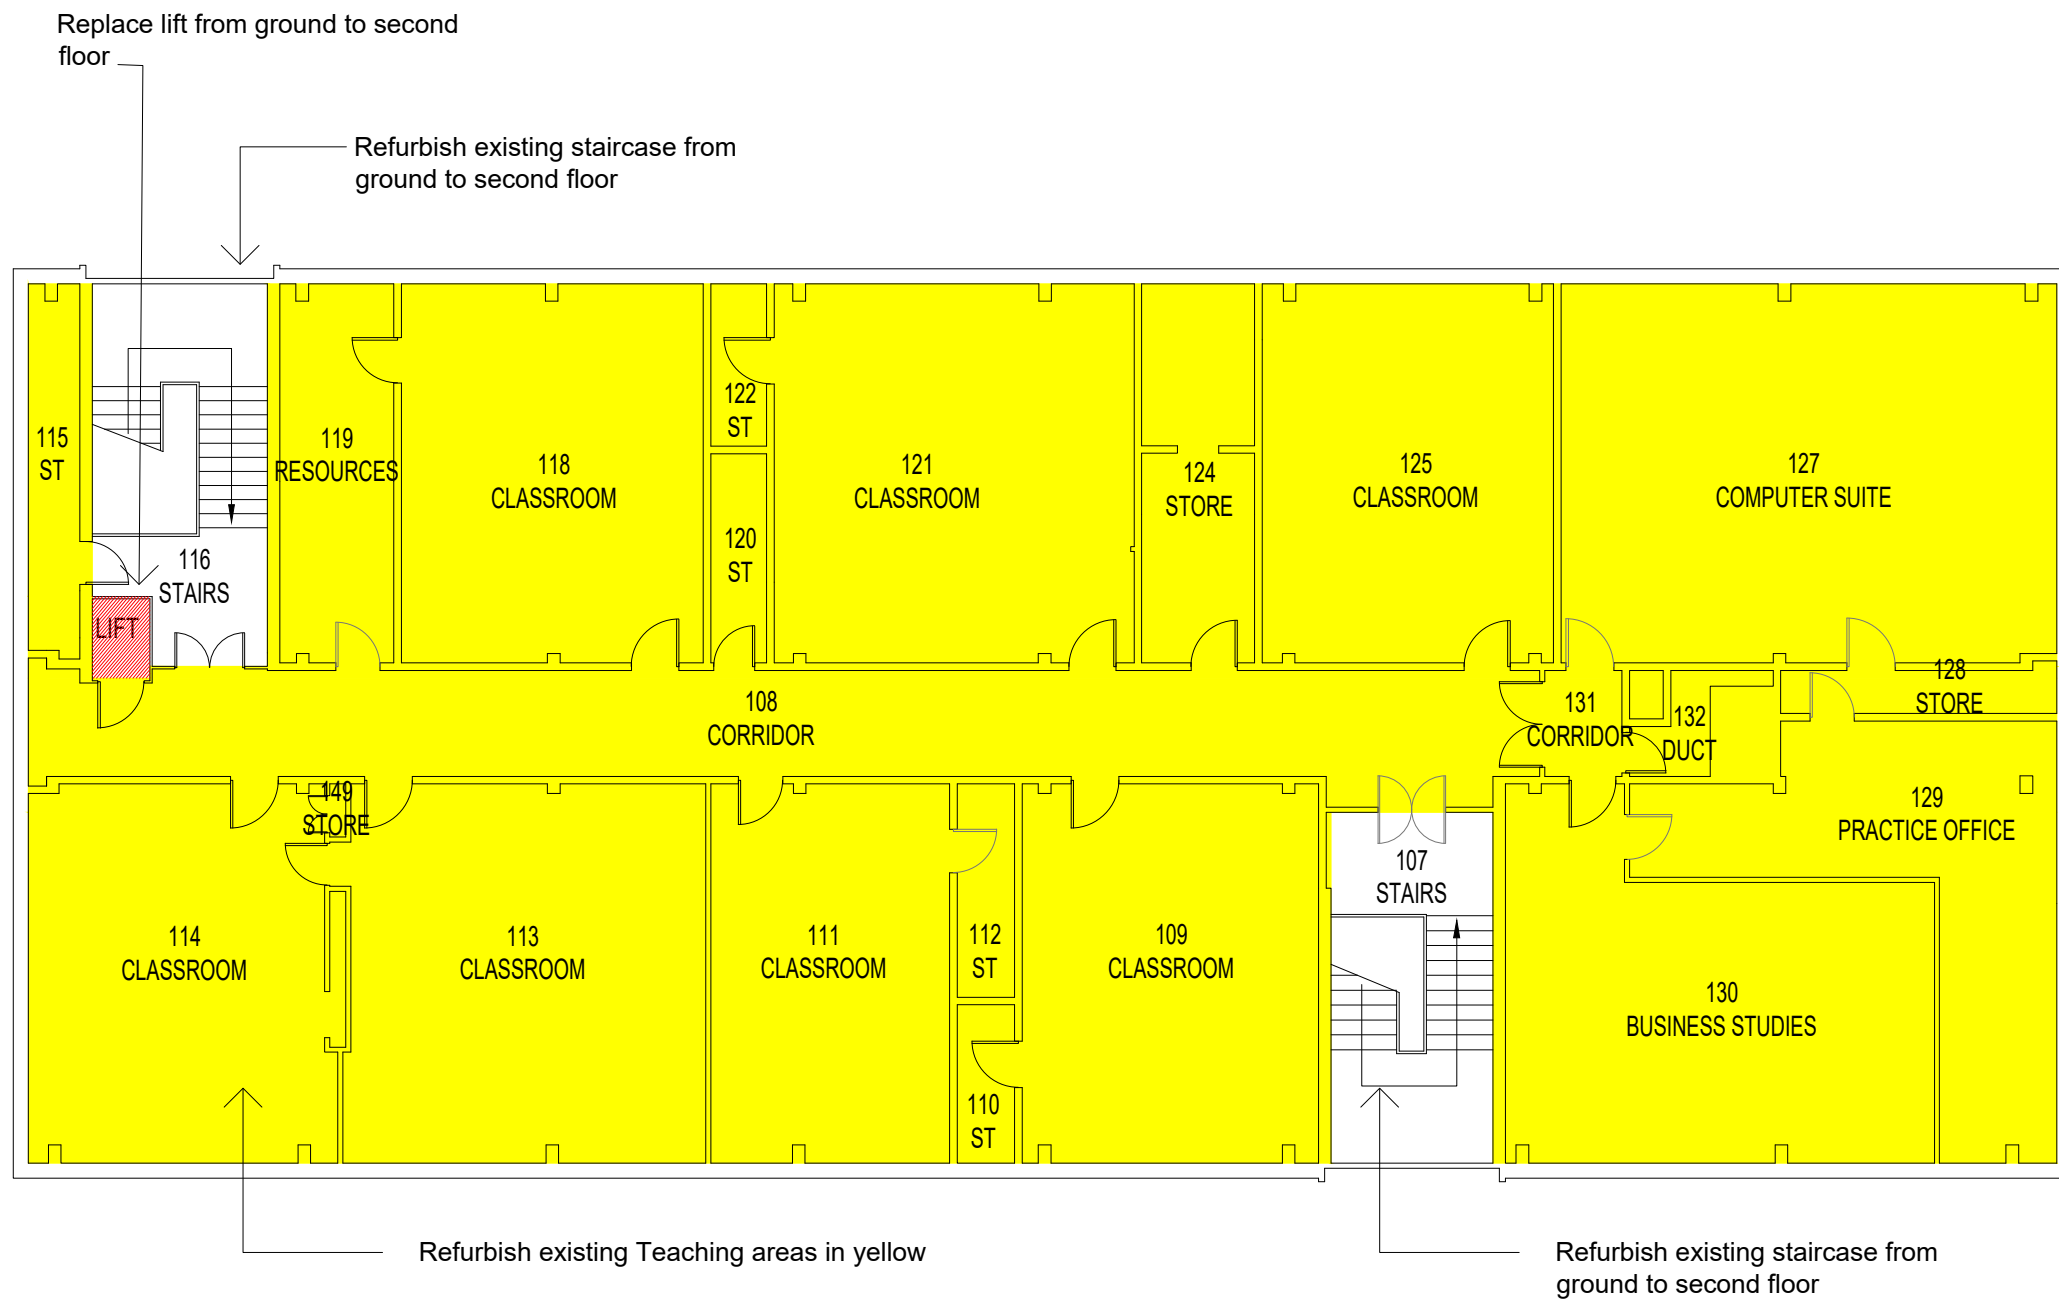 Replace lift from ground to second
floor
Refurbish existing staircase from
ground to second floor
115
ST
116
STAIRS
LIFT
119
RESOURCES
118
CLASSROOM
122
ST
120
ST
121
CLASSROOM
124
STORE
125
CLASSROOM
127
COMPUTER SUITE
108
CORRIDOR
131
CORRIDOR
132
DUCT
128
STORE
149
STORE
114
CLASSROOM
113
CLASSROOM
111
CLASSROOM
112
ST
110
ST
109
CLASSROOM
107
STAIRS
129
PRACTICE OFFICE
130
BUSINESS STUDIES
Refurbish existing Teaching areas in yellow
Refurbish existing staircase from
ground to second floor